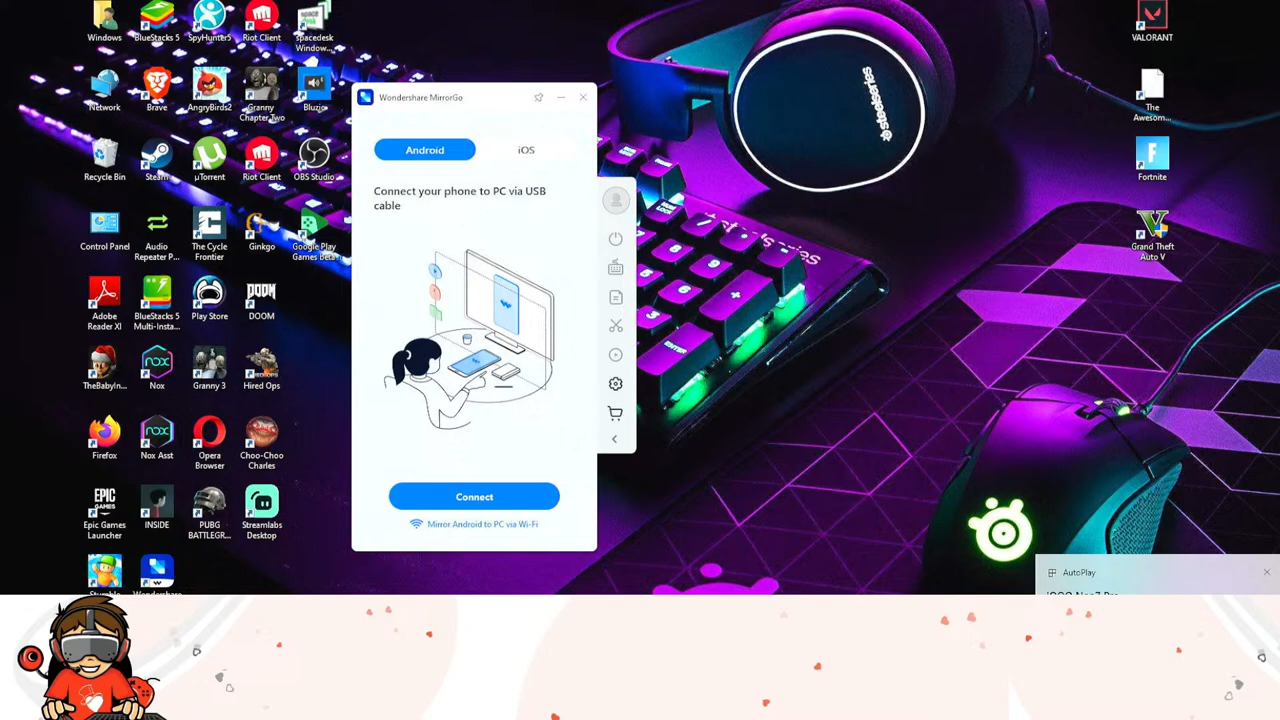 Windows
BlueStacks 5
SpyHunter5
Riot Client
spacedesk
Window...
Network
Brave
AngryBirds2
Granny
Chapter Two
Bluzio
Recycle Bin
Steam
µTorrent
Riot Client
OBS Studio
Control Panel
Audio
Repeater P...
The Cycle
Frontier
Ginkgo
Google Play
Games Beta
Adobe
Reader XI
BlueStacks 5
Multi-Insta...
Play Store
DOOM
TheBabyIn...
Nox
Granny 3
Hired Ops
Firefox
Nox Asst
Opera
Browser
Choo-Choo
Charles
EPIC
GAMES
Epic Games
Launcher
INSIDE
PUBG
BATTLEGR...
Streamlabs
Desktop
Wondershare MirrorGo
Android
iOS
Connect your phone to PC via USB
cable
Connect
Mirror Android to PC via Wi-Fi
steelseries
ENTER
VALORANT
The
Awesom...
Fortnite
Grand Theft
Auto V
AutoPlay